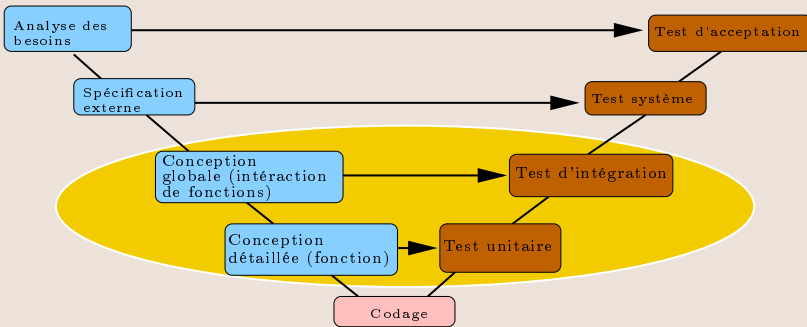 Analyse des
besoins
Test d'acceptation
Spécification
externe
Test système
Conception
globale (intéraction
de fonctions)
Test d'intégration
Conception
détaillée (fonction)
Test unitaire
Codage